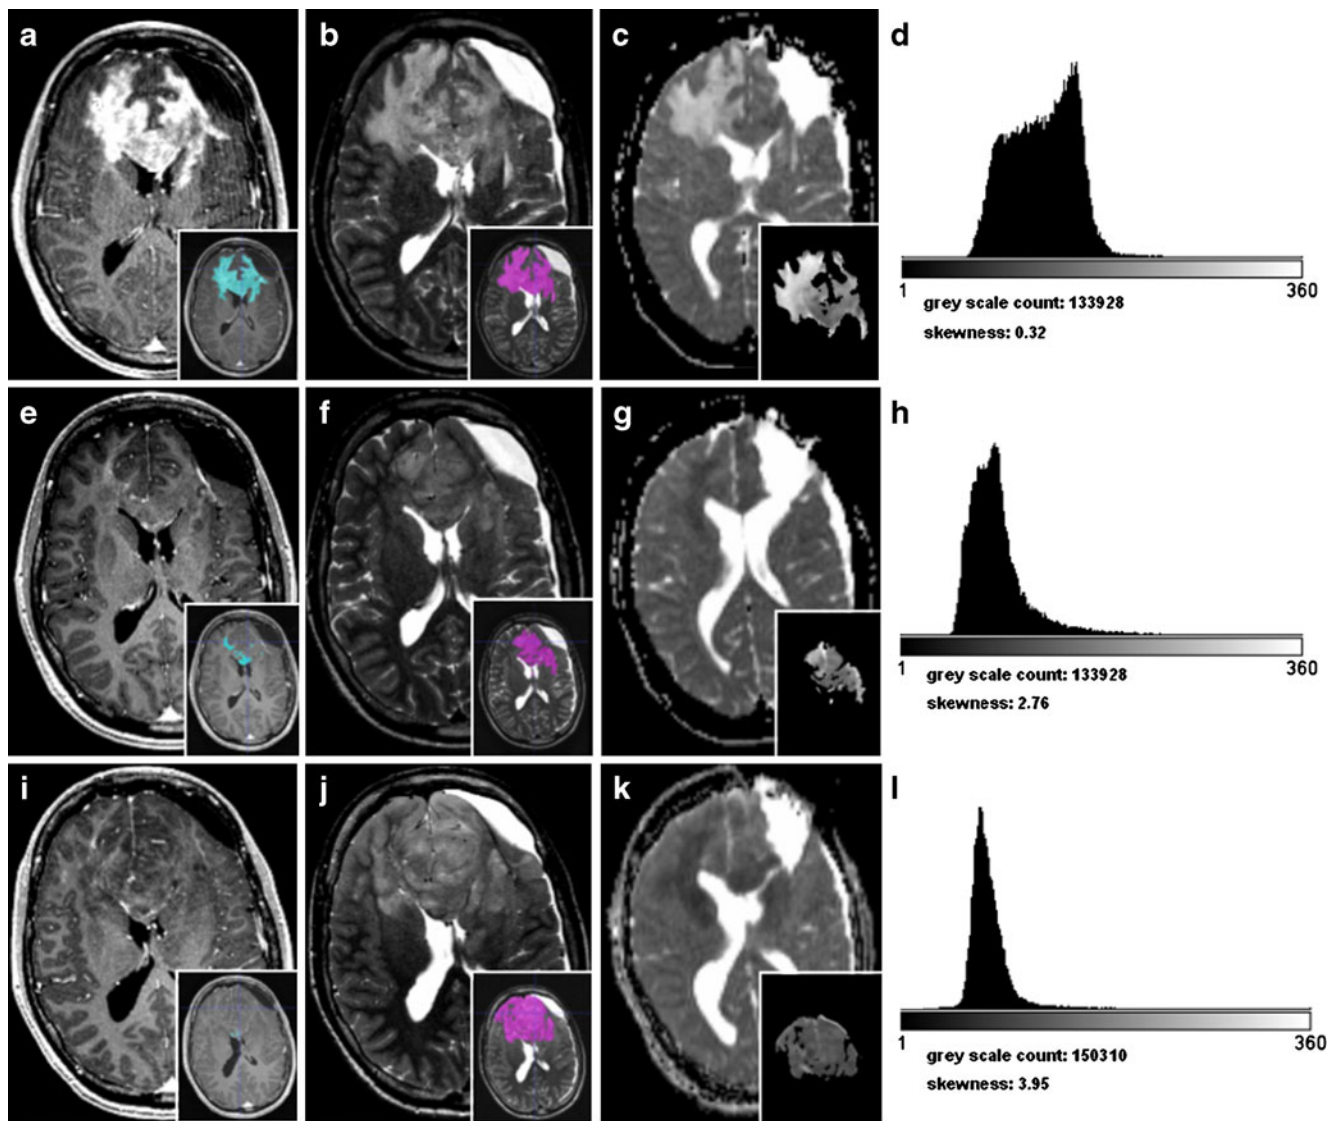 a b c d
1 360
grey scale count: 133928
skewness: 0.32
e f g h
1 360
grey scale count: 133928
skewness: 2.76
i j k l
1 360
grey scale count: 150310
skewness: 3.95